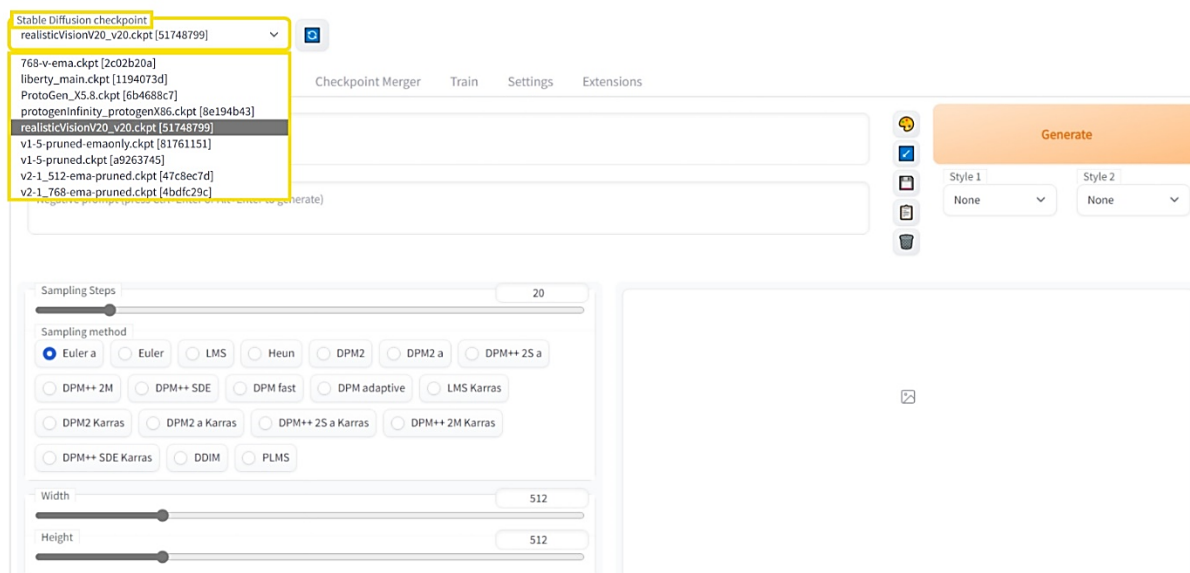 Stable Diffusion checkpoint
realisticVisionV20_v20.ckpt [51748799]
768-v-ema.ckpt [2c02b20a]
liberty_main.ckpt [1194073d]
ProtoGen_X5.8.ckpt [6b4688c7]
protogenInfinity_protogenX86.ckpt [8e194b43]
realisticVisionV20_v20.ckpt [51748799]
v1-5-pruned-emaonly.ckpt [81761151]
v1-5-pruned.ckpt [a9263745]
v2-1_512-ema-pruned.ckpt [47c8ec7d]
v2-1_768-ema-pruned.ckpt [4bdfc29c]
Checkpoint Merger Train Settings Extensions
Negative prompt (press Ctrl+Enter or Alt+Enter to generate)
Generate
Style 1 Style 2
None None
Sampling Steps 20
Sampling method
Euler a Euler LMS Heun DPM2 DPM2 a DPM++ 2S a
DPM++ 2M DPM++ SDE DPM fast DPM adaptive LMS Karras
DPM2 Karras DPM2 a Karras DPM++ 2S a Karras DPM++ 2M Karras
DPM++ SDE Karras DDIM PLMS
Width 512
Height 512